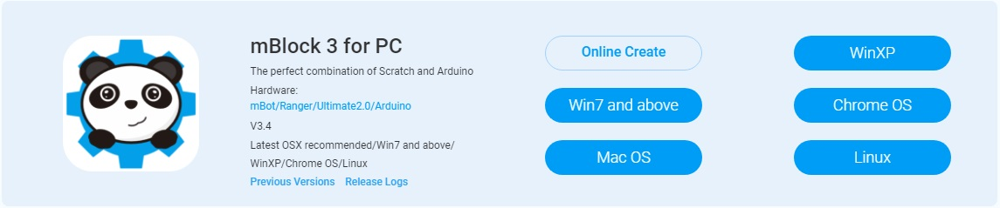 mBlock 3 for PC
The perfect combination of Scratch and Arduino
Hardware:
mBot/Ranger/Ultimate2.0/Arduino
V3.4
Latest OSX recommended/Win7 and above/
WinXP/Chrome OS/Linux
Previous Versions Release Logs
Online Create
WinXP
Win7 and above
Chrome OS
Mac OS
Linux